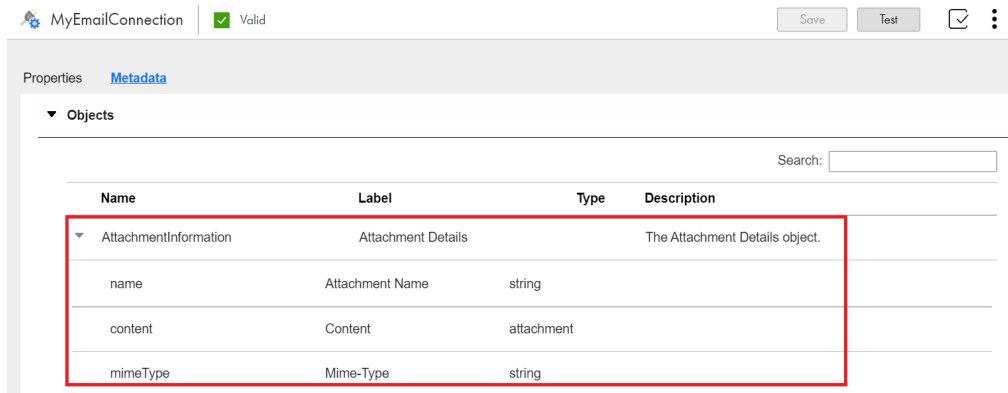 MyEmailConnection Valid Save Test
Properties Metadata
Objects
Search:
Name Label Type Description
AttachmentInformation Attachment Details The Attachment Details object.
name Attachment Name string
content Content attachment
mimeType Mime-Type string